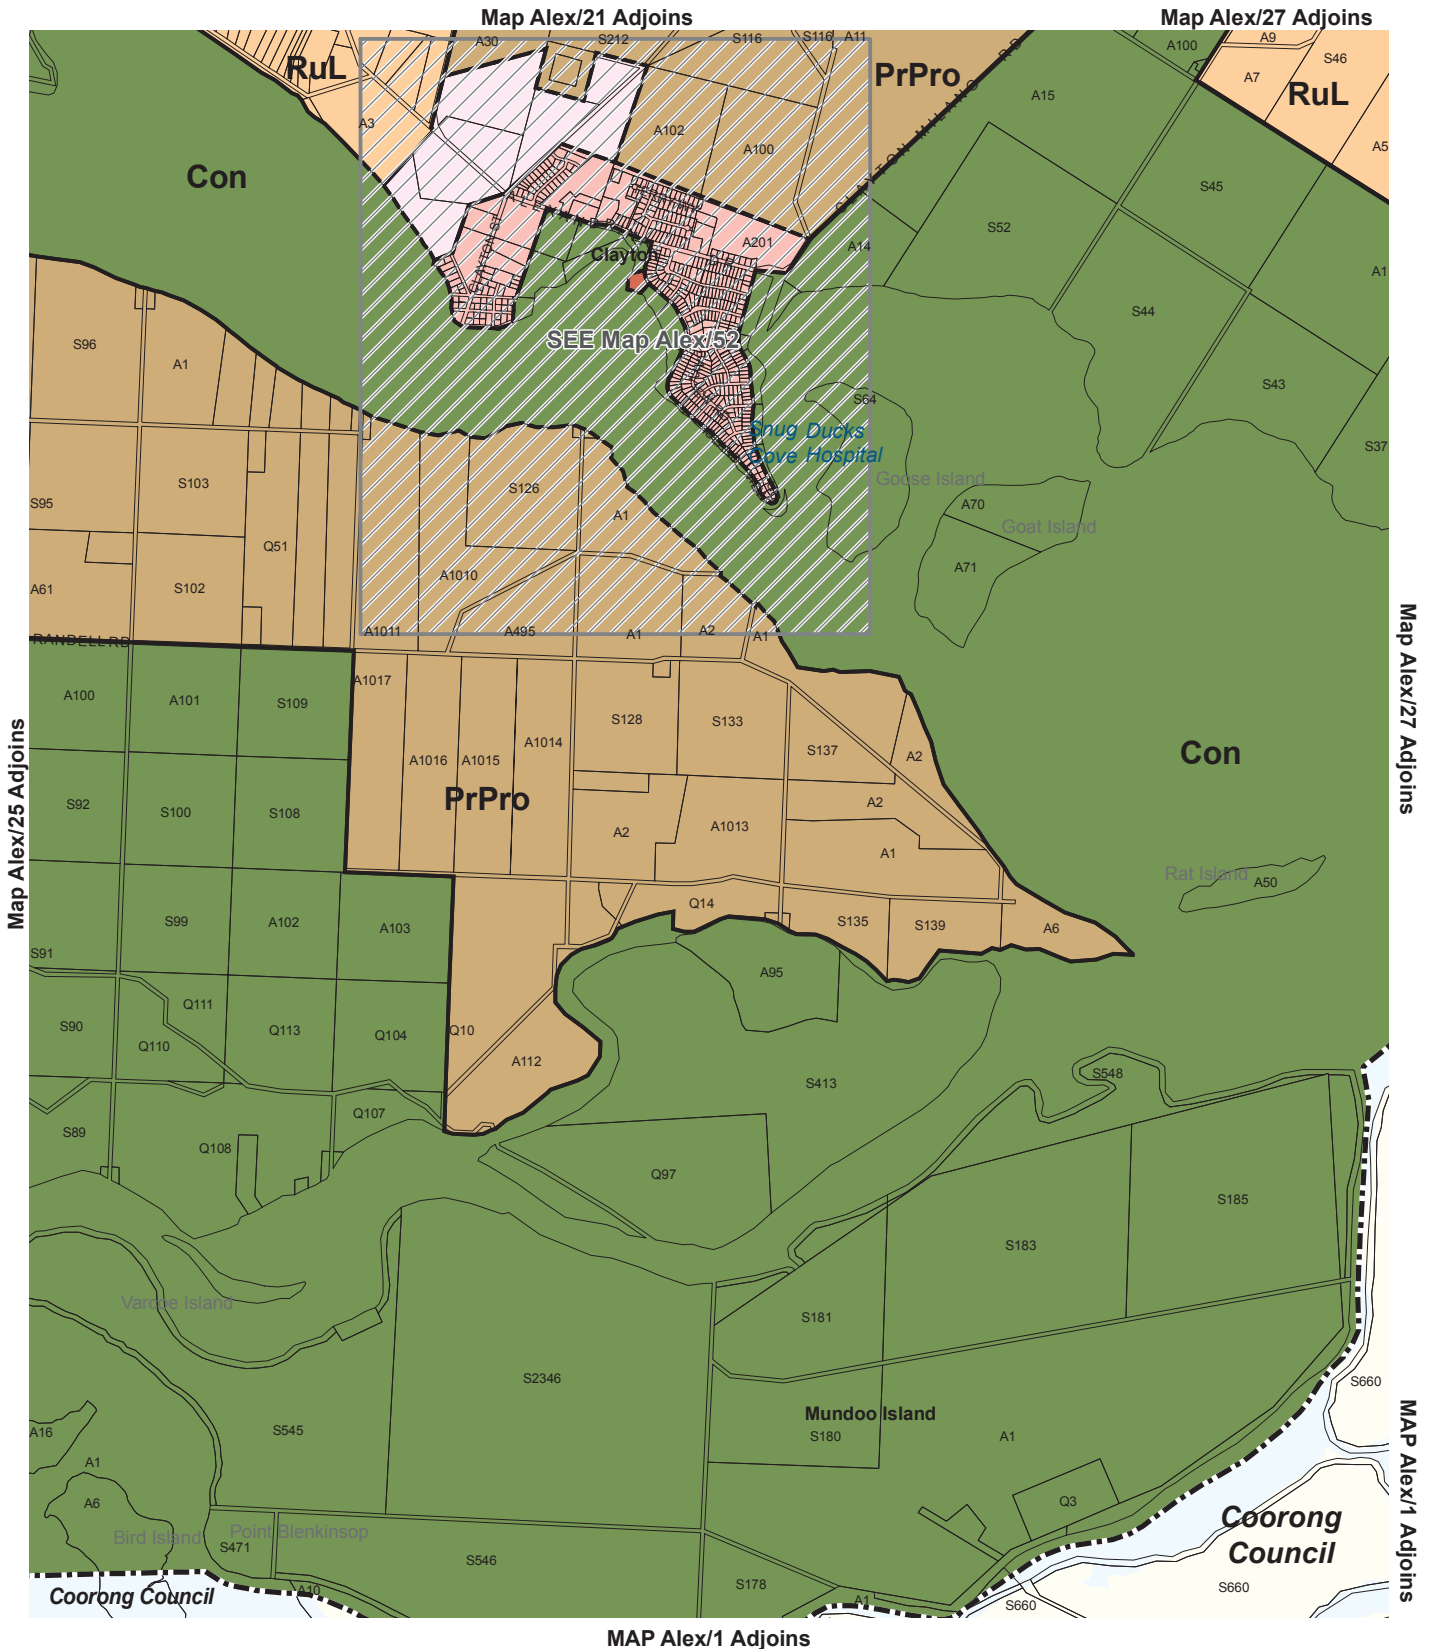 Map Alex/21 Adjoins
Map Alex/27 Adjoins
A30
S212
S116
S116
A11
A100
A9
S46
RuL
PrPro
A7
RuL
A15
CLAYTON MILANG RD
A3
A102
A100
A5
Con
S45
S52
ALEXANDRI
CLAYTON ST
A201
A14
Clayton
A1
S44
SEE Map Alex/52
S96
A1
S43
S64
Snug Ducks
Cove Hospital
S37
Goose Island
S103
S126
S95
A1
A70
Goat Island
Q51
A71
A61
S102
A1010
A1011
A495
A1
A2
A1
RANDELL RD
Map Alex/27 Adjoins
A1017
A100
A101
S109
S128
S133
A1014
S137
A2
A1016
A1015
Con
Map Alex/25 Adjoins
PrPro
S92
S100
S108
A2
A2
A1013
A1
Rat Island
A50
Q14
S99
A102
A103
S135
S139
A6
S91
A95
Q111
S90
Q113
Q104
Q10
Q110
A112
S548
S413
Q107
S89
Q108
Q97
S185
S183
Varcoe Island
S181
S2346
S660
Mundoo Island
A16
S545
S180
A1
A1
MAP Alex/1 Adjoins
A6
Q3
Coorong
Council
Bird Island
Point Blenkinsop
S471
S546
S178
A10
Coorong Council
A1
S660
S660
MAP Alex/1 Adjoins